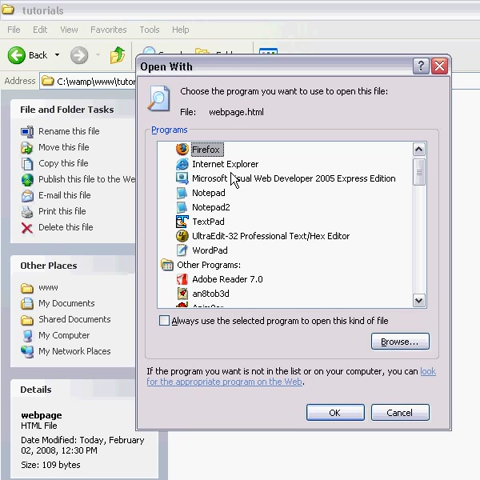 tutorials
File Edit View Favorites Tools Help
Back
Address C:\wamp\www\tutor
File and Folder Tasks
Rename this file
Move this file
Copy this file
Publish this file to the We
E-mail this file
Print this file
Delete this file
Other Places
www
My Documents
Shared Documents
My Computer
My Network Places
Details
webpage
HTML File
Date Modified: Today, February
02, 2008, 12:30 PM
Size: 109 bytes
Open With
Choose the program you want to use to open this file:
File: webpage.html
Programs
Firefox
Internet Explorer
Microsoft Visual Web Developer 2005 Express Edition
Notepad
Notepad2
TextPad
UltraEdit-32 Professional Text/Hex Editor
WordPad
Other Programs:
Adobe Reader 7.0
an8tob3d
Always use the selected program to open this kind of file
Browse...
If the program you want is not in the list or on your computer, you can look
for the appropriate program on the Web.
OK Cancel